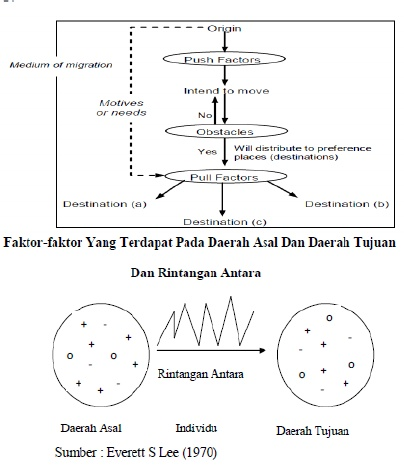 Origin
Push Factors
Medium of migration
Intend to move
Motives
or needs
No
Obstacles
Yes
Will distribute to preference
places (destinations)
Pull Factors
Destination (a)
Destination (b)
Destination (c)
Faktor-faktor Yang Terdapat Pada Daerah Asal Dan Daerah Tujuan
Dan Rintangan Antara
+ -
+ +
o - o
- +
+ -
o
+ -
- +
o + o
- +
Rintangan Antara
Daerah Asal
Individu
Daerah Tujuan
Sumber : Everett S Lee (1970)